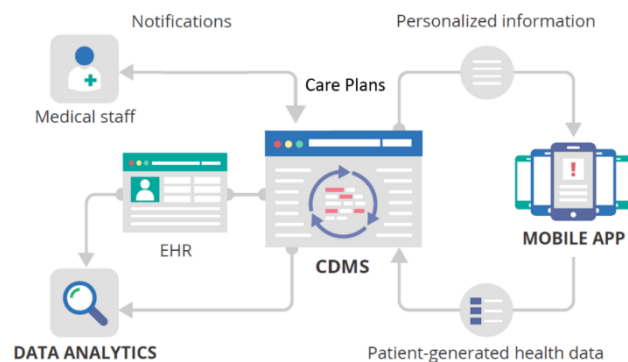 Notifications
Personalized information
Care Plans
Medical staff
EHR
CDMS
MOBILE APP
DATA ANALYTICS
Patient-generated health data